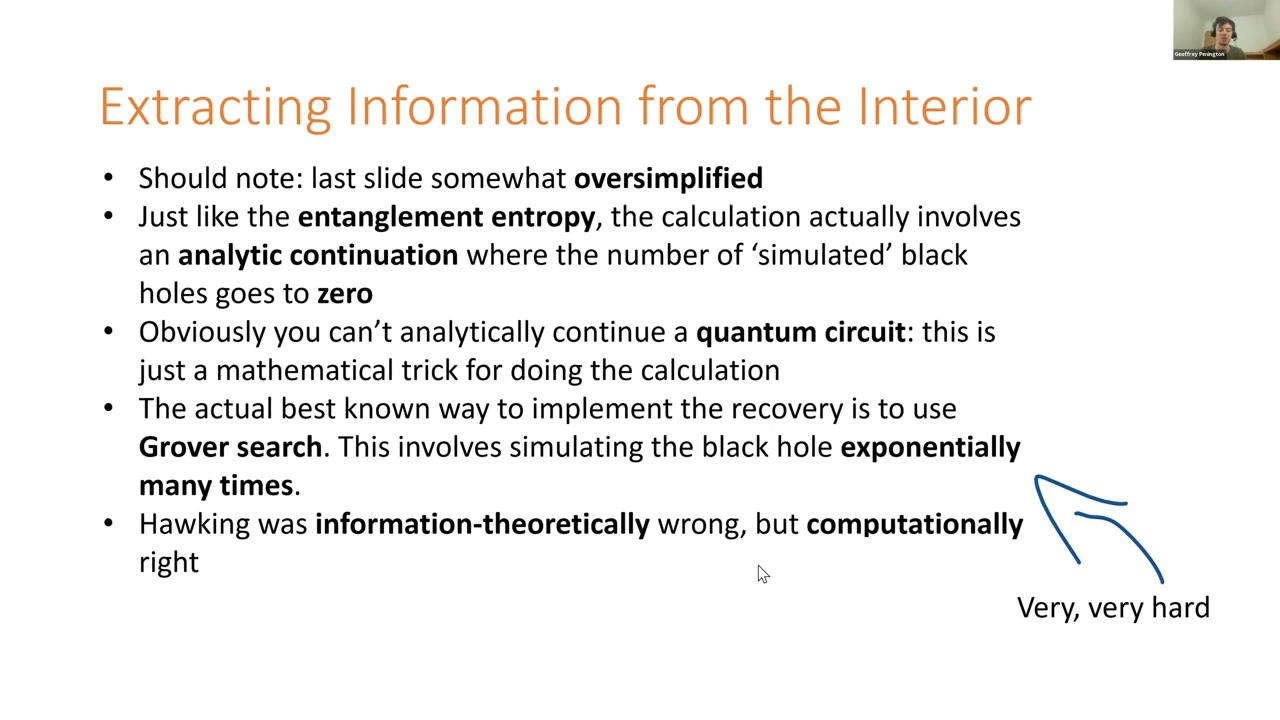 Geoffrey Penington
Extracting Information from the Interior
• Should note: last slide somewhat oversimplified
• Just like the entanglement entropy, the calculation actually involves
an analytic continuation where the number of ‘simulated’ black
holes goes to zero
• Obviously you can’t analytically continue a quantum circuit: this is
just a mathematical trick for doing the calculation
• The actual best known way to implement the recovery is to use
Grover search. This involves simulating the black hole exponentially
many times.
• Hawking was information-theoretically wrong, but computationally
right
Very, very hard